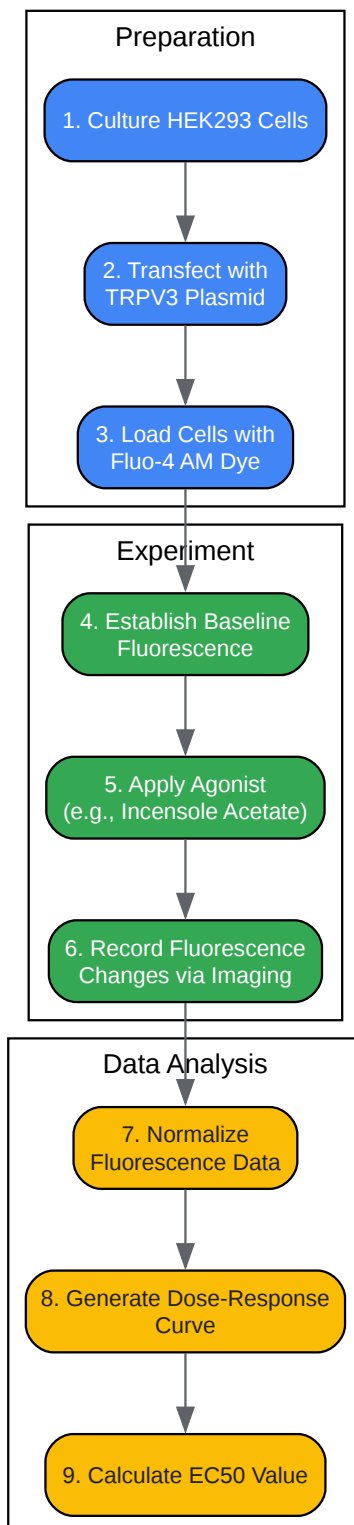 Preparation
1. Culture HEK293 Cells
2. Transfect with
TRPV3 Plasmid
3. Load Cells with
Fluo-4 AM Dye
Experiment
4. Establish Baseline
Fluorescence
5. Apply Agonist
(e.g., Incensole Acetate)
6. Record Fluorescence
Changes via Imaging
Data Analysis
7. Normalize
Fluorescence Data
8. Generate Dose-Response
Curve
9. Calculate EC50 Value